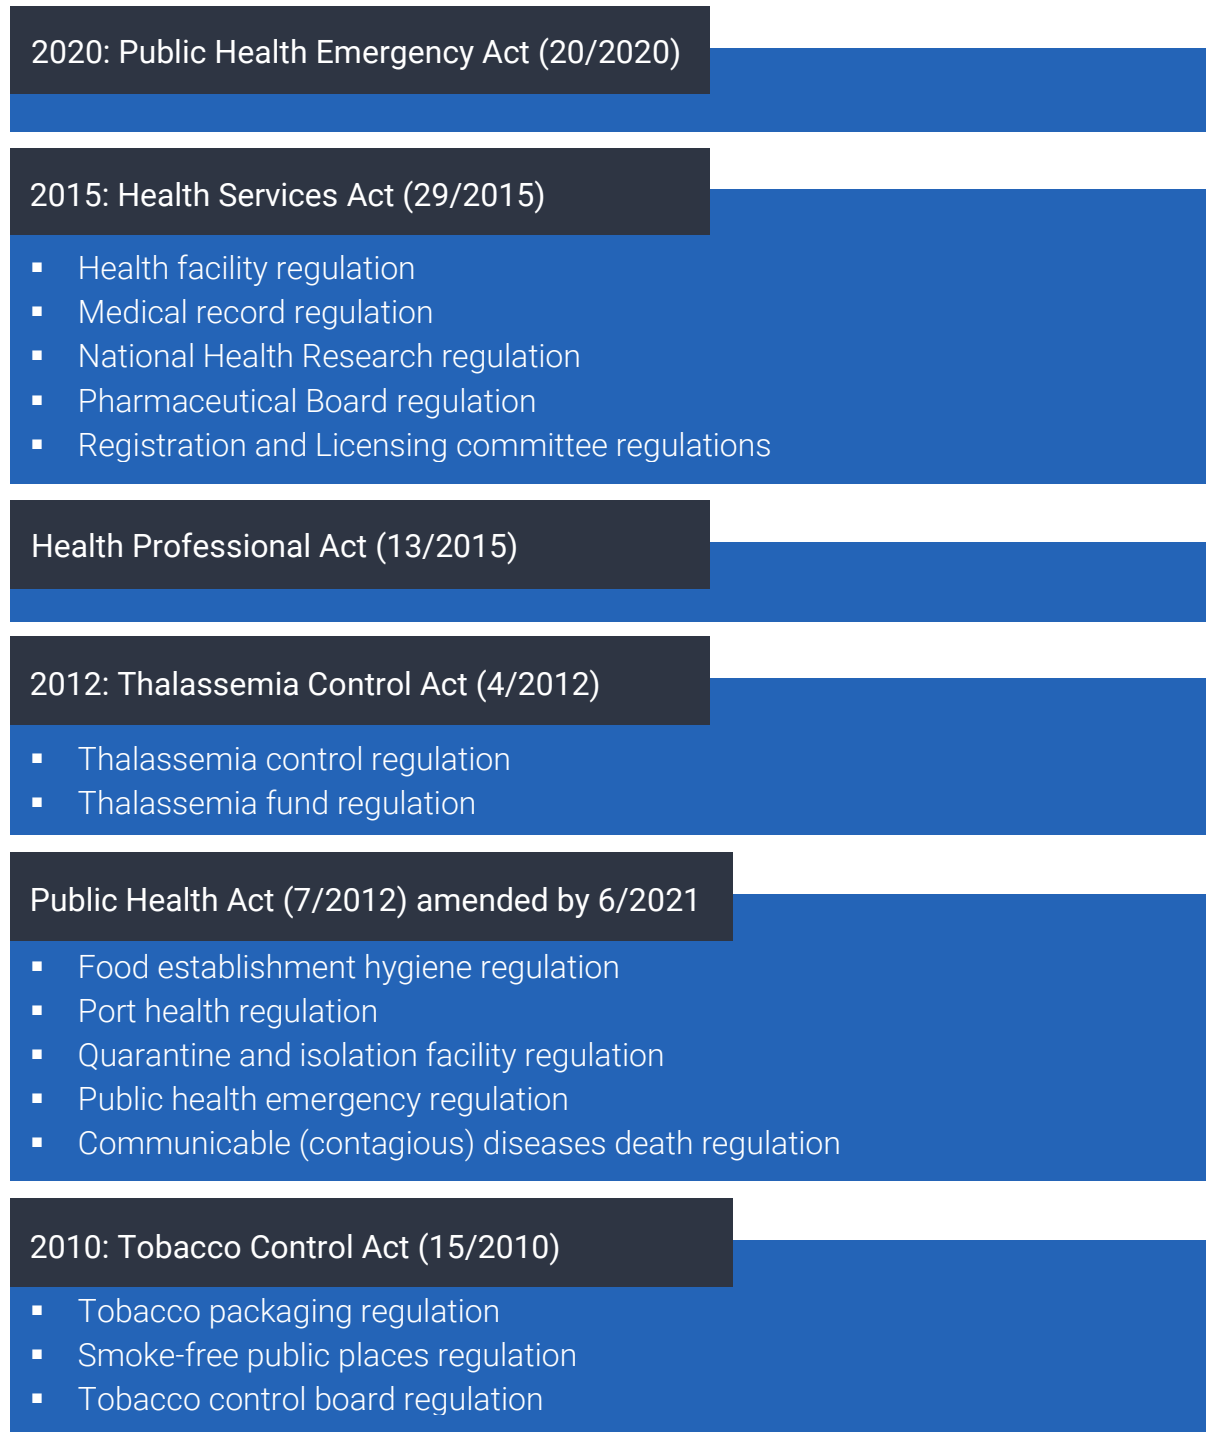 2020: Public Health Emergency Act (20/2020)
2015: Health Services Act (29/2015)
▪ Health facility regulation
▪ Medical record regulation
▪ National Health Research regulation
▪ Pharmaceutical Board regulation
▪ Registration and Licensing committee regulations
Health Professional Act (13/2015)
2012: Thalassemia Control Act (4/2012)
▪ Thalassemia control regulation
▪ Thalassemia fund regulation
Public Health Act (7/2012) amended by 6/2021
▪ Food establishment hygiene regulation
▪ Port health regulation
▪ Quarantine and isolation facility regulation
▪ Public health emergency regulation
▪ Communicable (contagious) diseases death regulation
2010: Tobacco Control Act (15/2010)
▪ Tobacco packaging regulation
▪ Smoke-free public places regulation
▪ Tobacco control board regulation